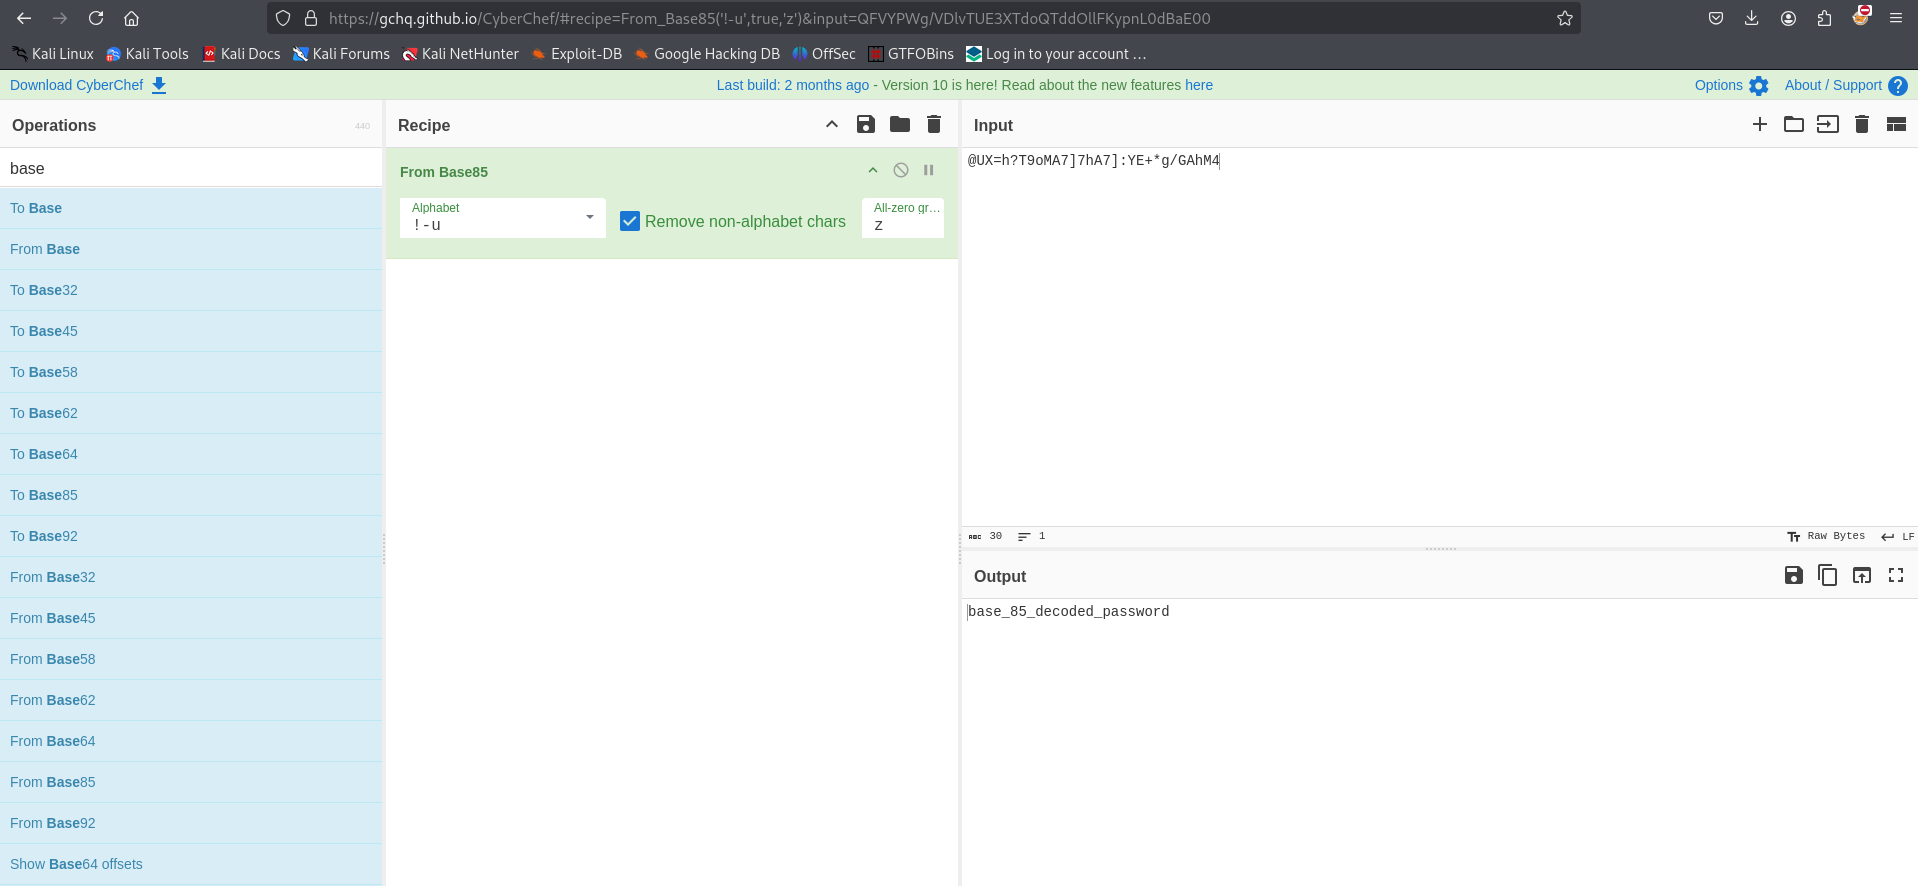 https://gchq.github.io/CyberChef/#recipe=From_Base85('!-u',true,'z')&input=QFVYPWg/VDlvTUE3XTdoQTddOllFKypnL0dBaE00
Kali Linux Kali Tools Kali Docs Kali Forums Kali NetHunter Exploit-DB Google Hacking DB OffSec GTFOBins Log in to your account …
Download CyberChef Last build: 2 months ago - Version 10 is here! Read about the new features here Options About / Support
Operations 440
base
To Base
From Base
To Base32
To Base45
To Base58
To Base62
To Base64
To Base85
To Base92
From Base32
From Base45
From Base58
From Base62
From Base64
From Base85
From Base92
Show Base64 offsets
Recipe
From Base85
Alphabet
!-u
Remove non-alphabet chars
All-zero gr…
z
Input
@UX=h?T9oMA7]7hA7]:YE+*g/GAhM4
ABC 30 1 Tt Raw Bytes LF
Output
base_85_decoded_password